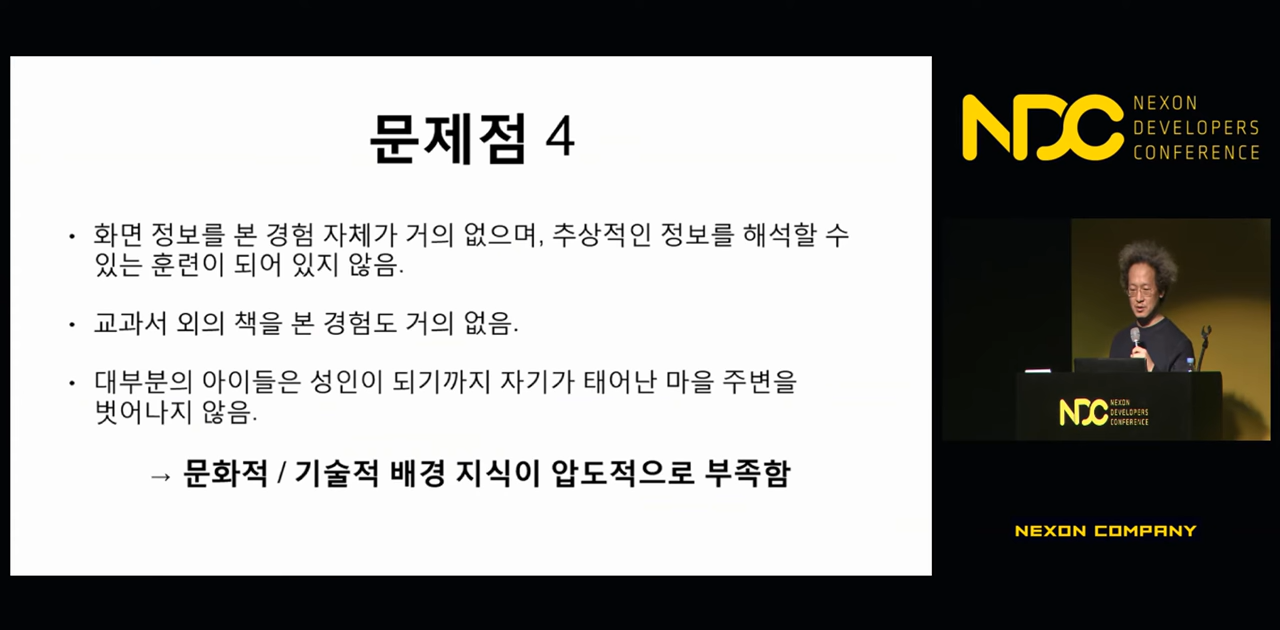 문제점 4
• 화면 정보를 본 경험 자체가 거의 없으며, 추상적인 정보를 해석할 수
있는 훈련이 되어 있지 않음.
• 교과서 외의 책을 본 경험도 거의 없음.
• 대부분의 아이들은 성인이 되기까지 자기가 태어난 마을 주변을
벗어나지 않음.
→ 문화적 / 기술적 배경 지식이 압도적으로 부족함
NDC
NEXON
DEVELOPERS
CONFERENCE
NDC
NEXON
DEVELOPERS
CONFERENCE
NEXON COMPANY